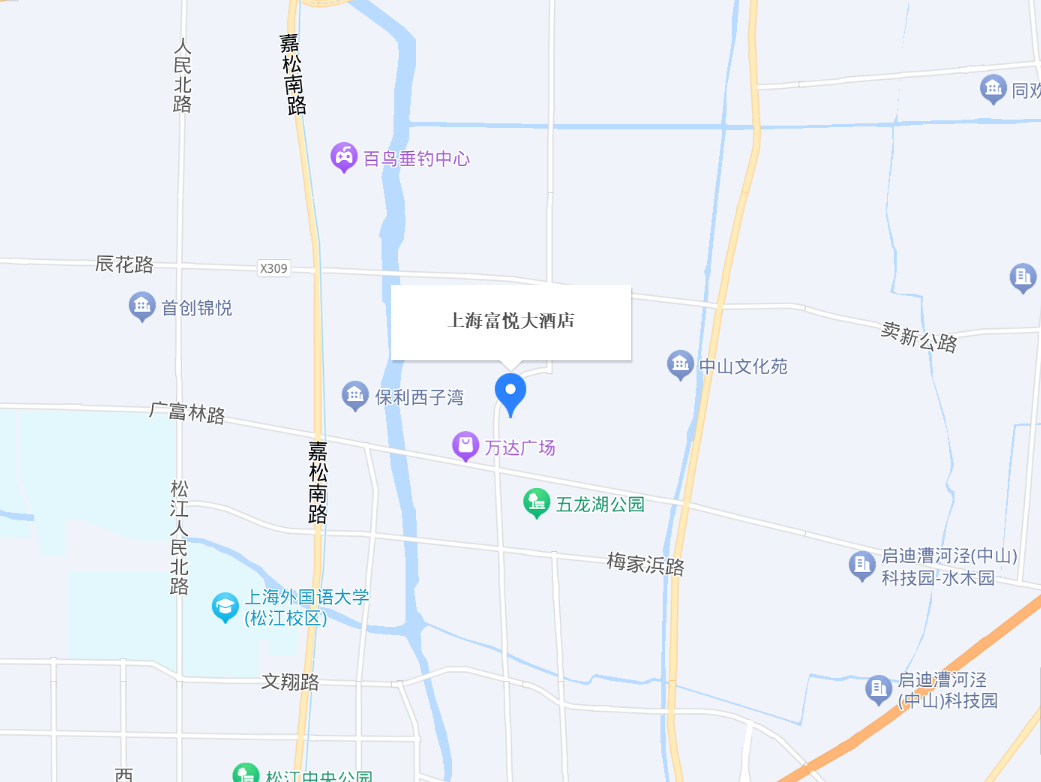 人民北路
嘉松南路
同欢
百鸟垂钓中心
辰花路
X309
首创锦悦
上海富悦大酒店
卖新公路
中山文化苑
保利西子湾
广富林路
万达广场
嘉松南路
松江人民北路
五龙湖公园
梅家浜路
启迪漕河泾(中山)
科技园-水木园
上海外国语大学
(松江校区)
文翔路
启迪漕河泾
(中山)科技园
西
松江中央公园